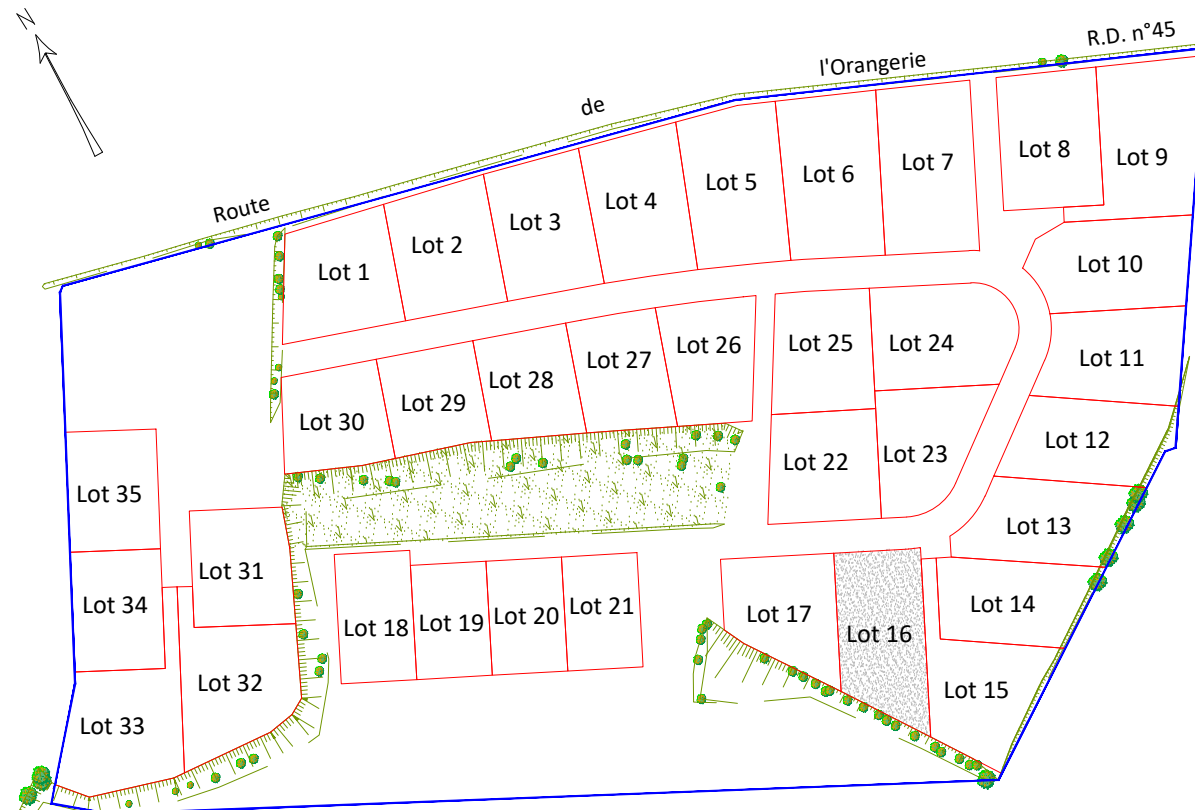 N
R.D. n°45
l'Orangerie
de
Route
Lot 8
Lot 9
Lot 7
Lot 6
Lot 5
Lot 4
Lot 3
Lot 2
Lot 1
Lot 10
Lot 11
Lot 24
Lot 25
Lot 26
Lot 27
Lot 28
Lot 29
Lot 30
Lot 12
Lot 23
Lot 22
Lot 35
Lot 13
Lot 31
Lot 34
Lot 14
Lot 17
Lot 16
Lot 21
Lot 20
Lot 19
Lot 18
Lot 32
Lot 15
Lot 33